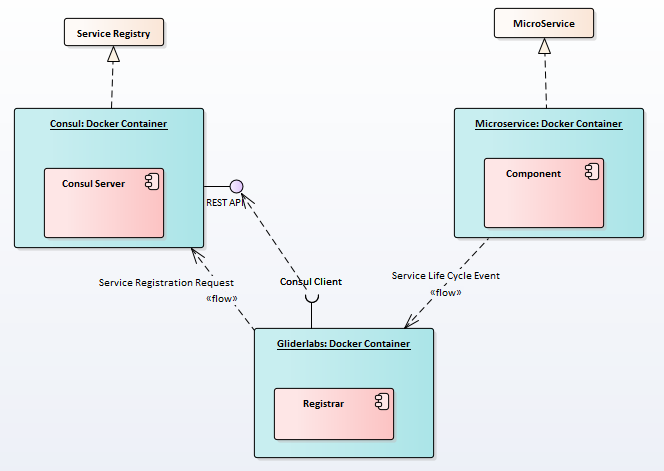 Service Registry
MicroService
Consul: Docker Container
Microservice: Docker Container
Consul Server
Component
REST API
Service Registration Request
«flow»
Consul Client
Service Life Cycle Event
«flow»
Gliderlabs: Docker Container
Registrar